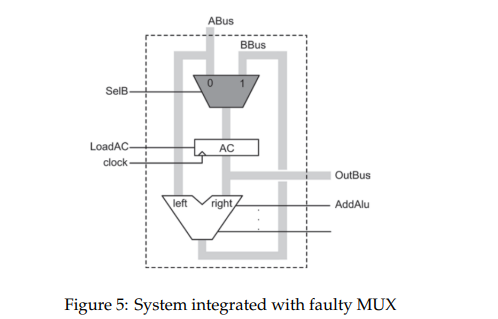 ABus
BBus
0 1
SelB
LoadAC
AC
clock
OutBus
left right
AddAlu
Figure 5: System integrated with faulty MUX